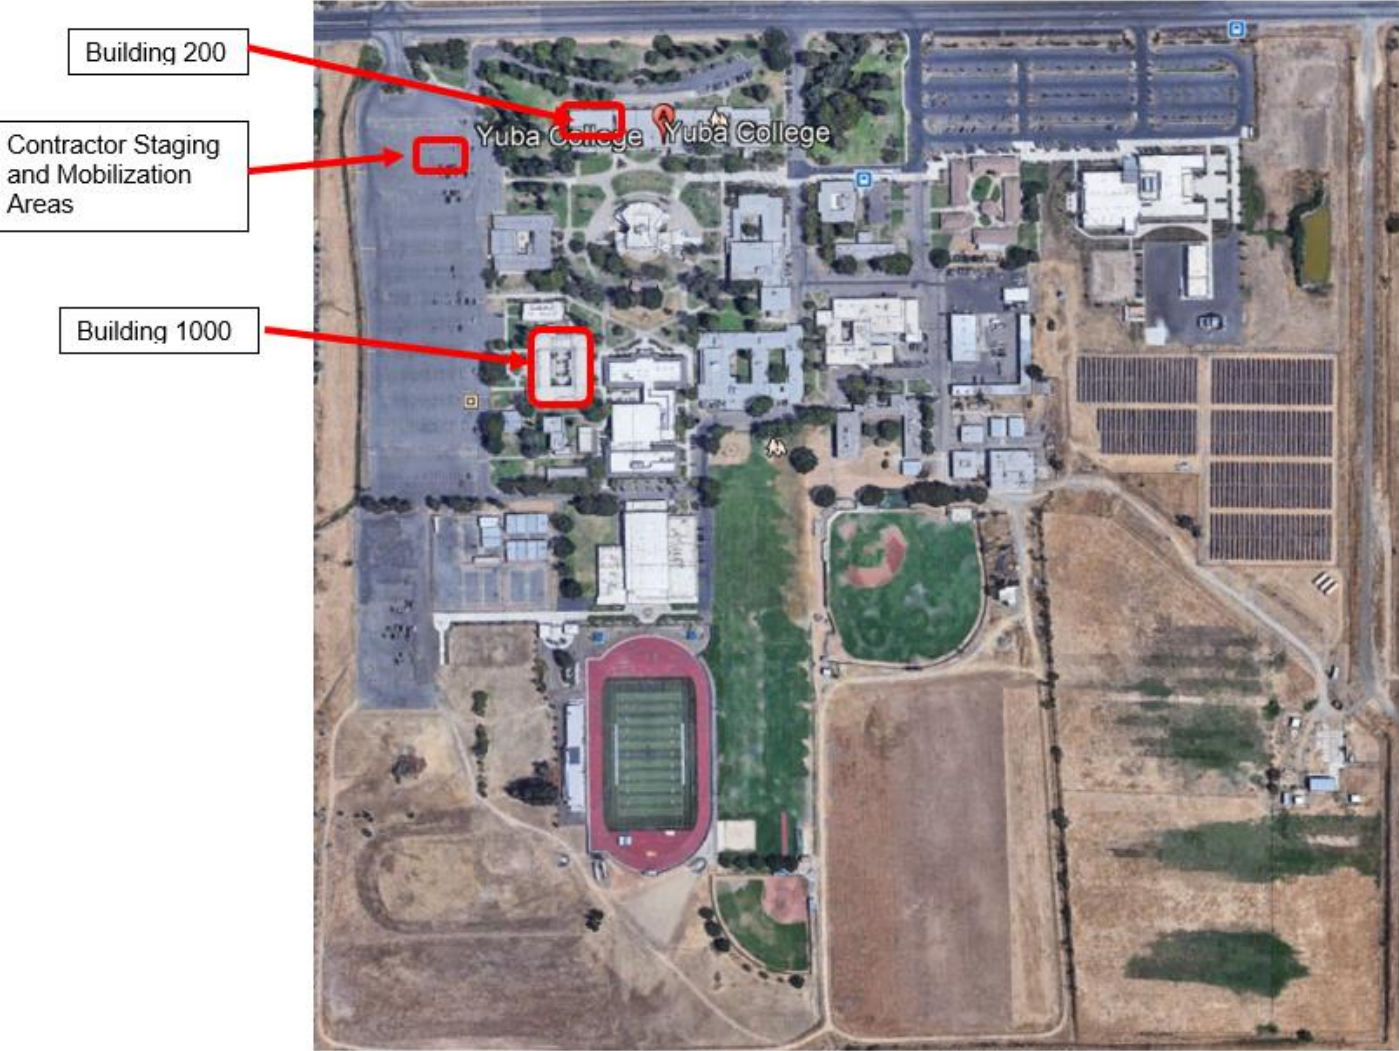 Building 200
Contractor Staging
and Mobilization
Areas
Yuba College
Yuba College
Building 1000